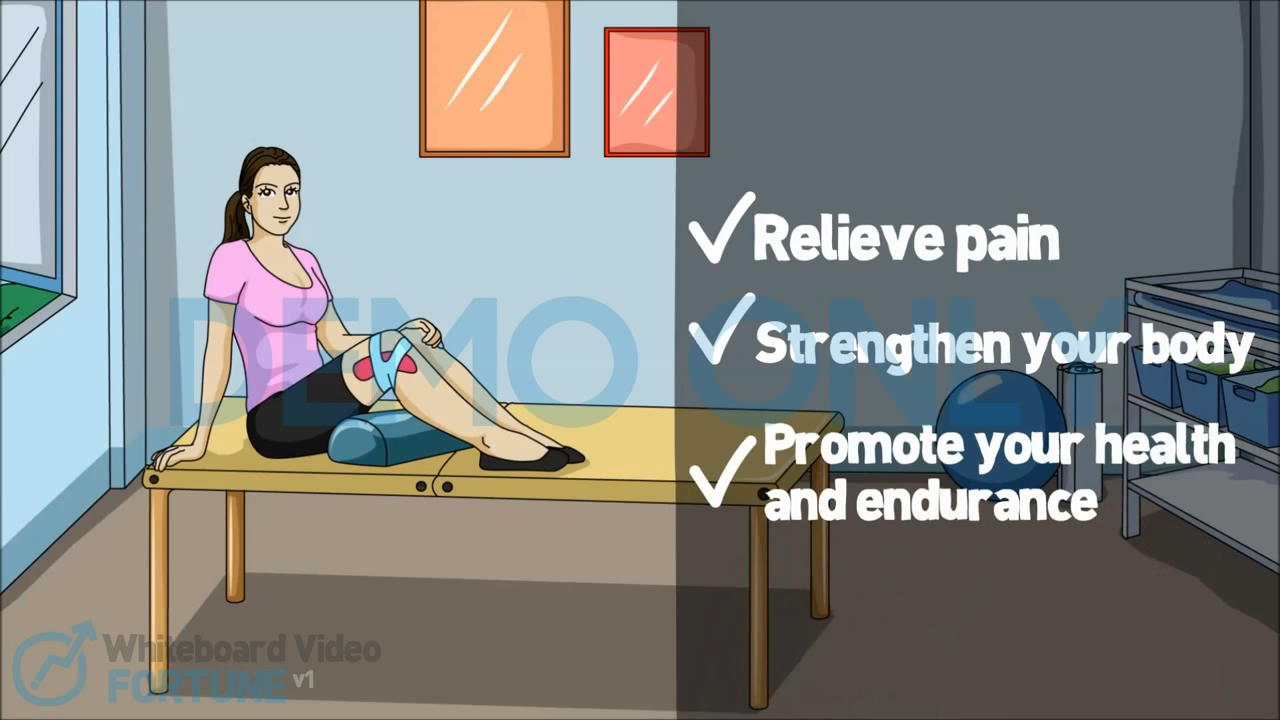 Relieve pain
DEMO ONLY
Strengthen your body
Promote your health
and endurance
Whiteboard Video
FORTUNE v1